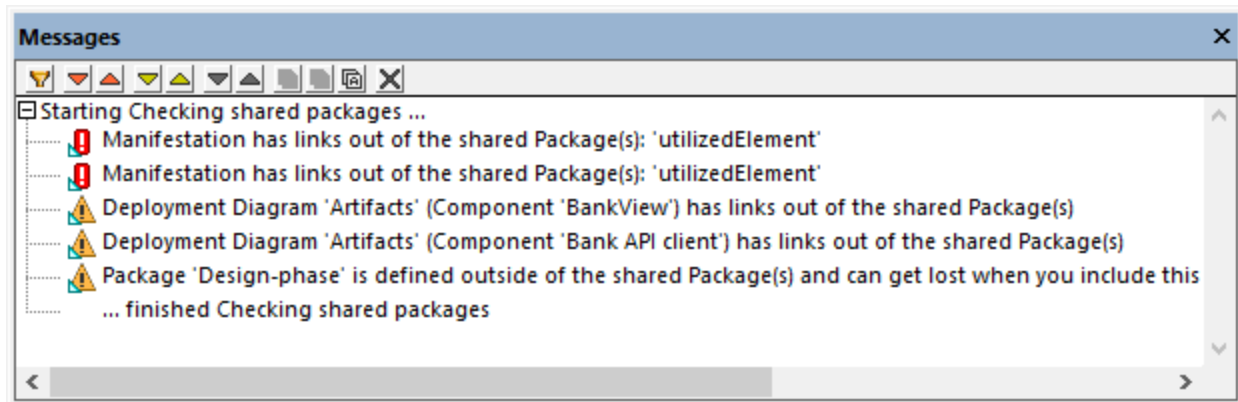 Messages
Starting Checking shared packages ...
Manifestation has links out of the shared Package(s): 'utilizedElement'
Manifestation has links out of the shared Package(s): 'utilizedElement'
Deployment Diagram 'Artifacts' (Component 'BankView') has links out of the shared Package(s)
Deployment Diagram 'Artifacts' (Component 'Bank API client') has links out of the shared Package(s)
Package 'Design-phase' is defined outside of the shared Package(s) and can get lost when you include this
... finished Checking shared packages